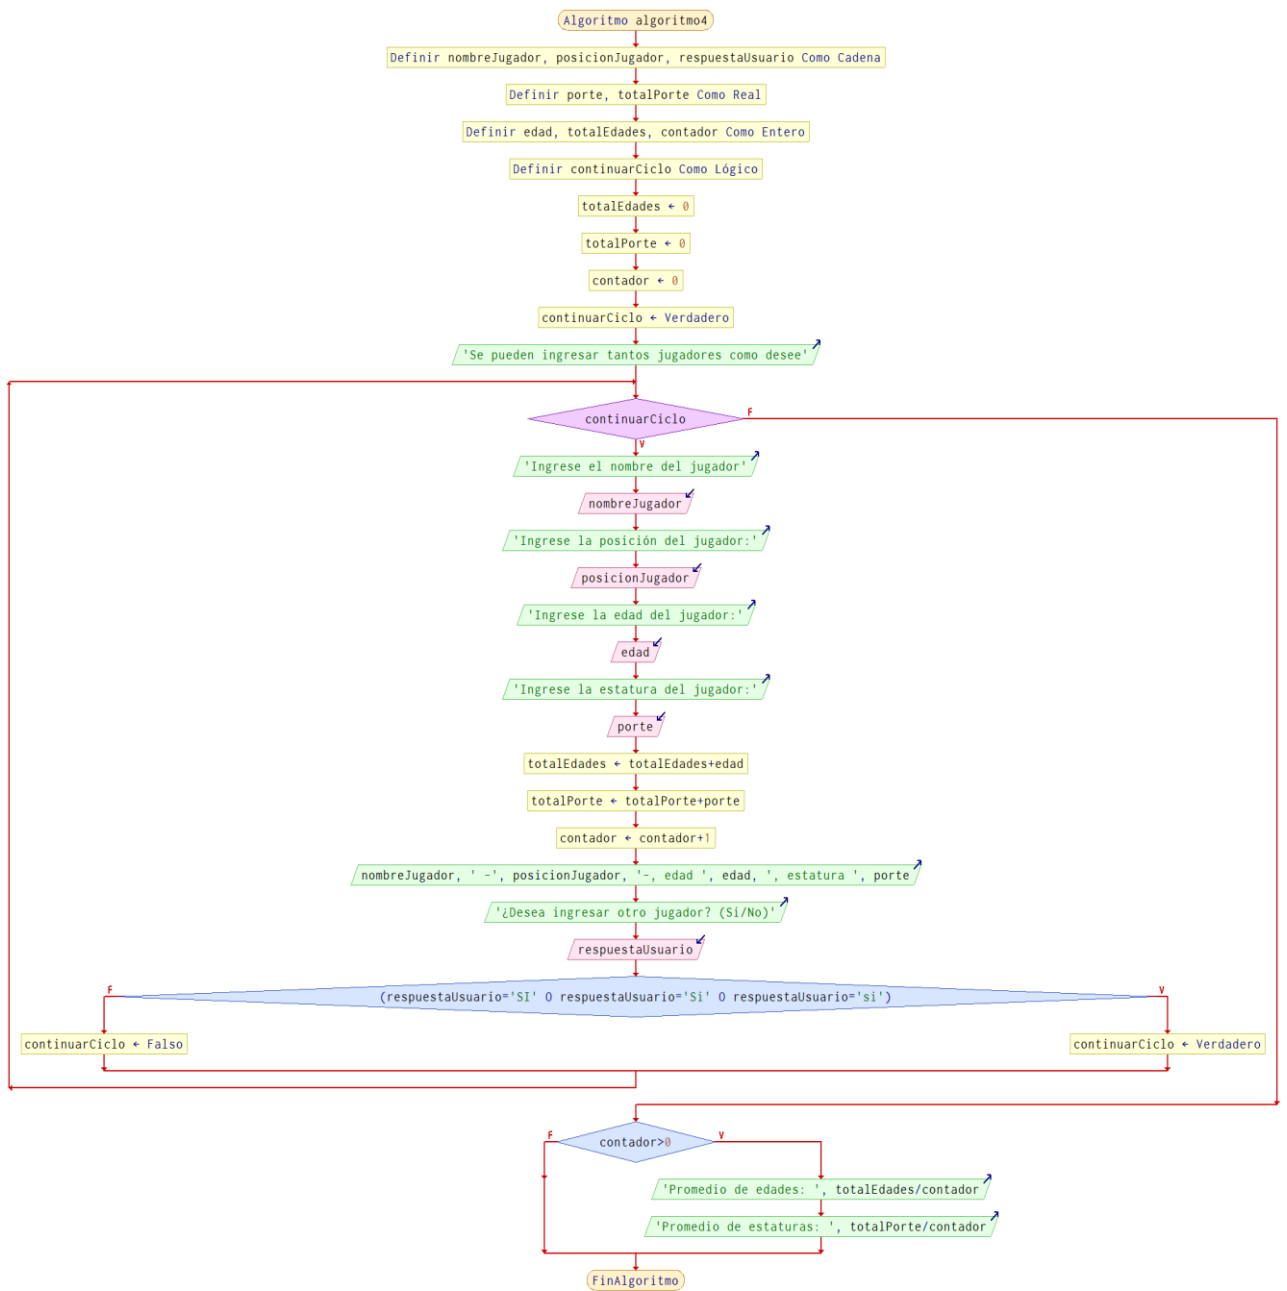 Algoritmo algoritmo4
Definir nombreJugador, posicionJugador, respuestaUsuario Como Cadena
Definir porte, totalPorte Como Real
Definir edad, totalEdades, contador Como Entero
Definir continuarCiclo Como Lógico
totalEdades ← 0
totalPorte ← 0
contador ← 0
continuarCiclo ← Verdadero
'Se pueden ingresar tantos jugadores como desee'
continuarCiclo
F
V
'Ingrese el nombre del jugador'
nombreJugador
'Ingrese la posición del jugador:'
posicionJugador
'Ingrese la edad del jugador:'
edad
'Ingrese la estatura del jugador:'
porte
totalEdades ← totalEdades+edad
totalPorte ← totalPorte+porte
contador ← contador+1
nombreJugador, ' -', posicionJugador, '-, edad ', edad, ', estatura ', porte
'¿Desea ingresar otro jugador? (Si/No)'
respuestaUsuario
F
(respuestaUsuario='SI' O respuestaUsuario='Si' O respuestaUsuario='si')
V
continuarCiclo ← Falso
continuarCiclo ← Verdadero
F
contador>0
V
'Promedio de edades: ', totalEdades/contador
'Promedio de estaturas: ', totalPorte/contador
FinAlgoritmo